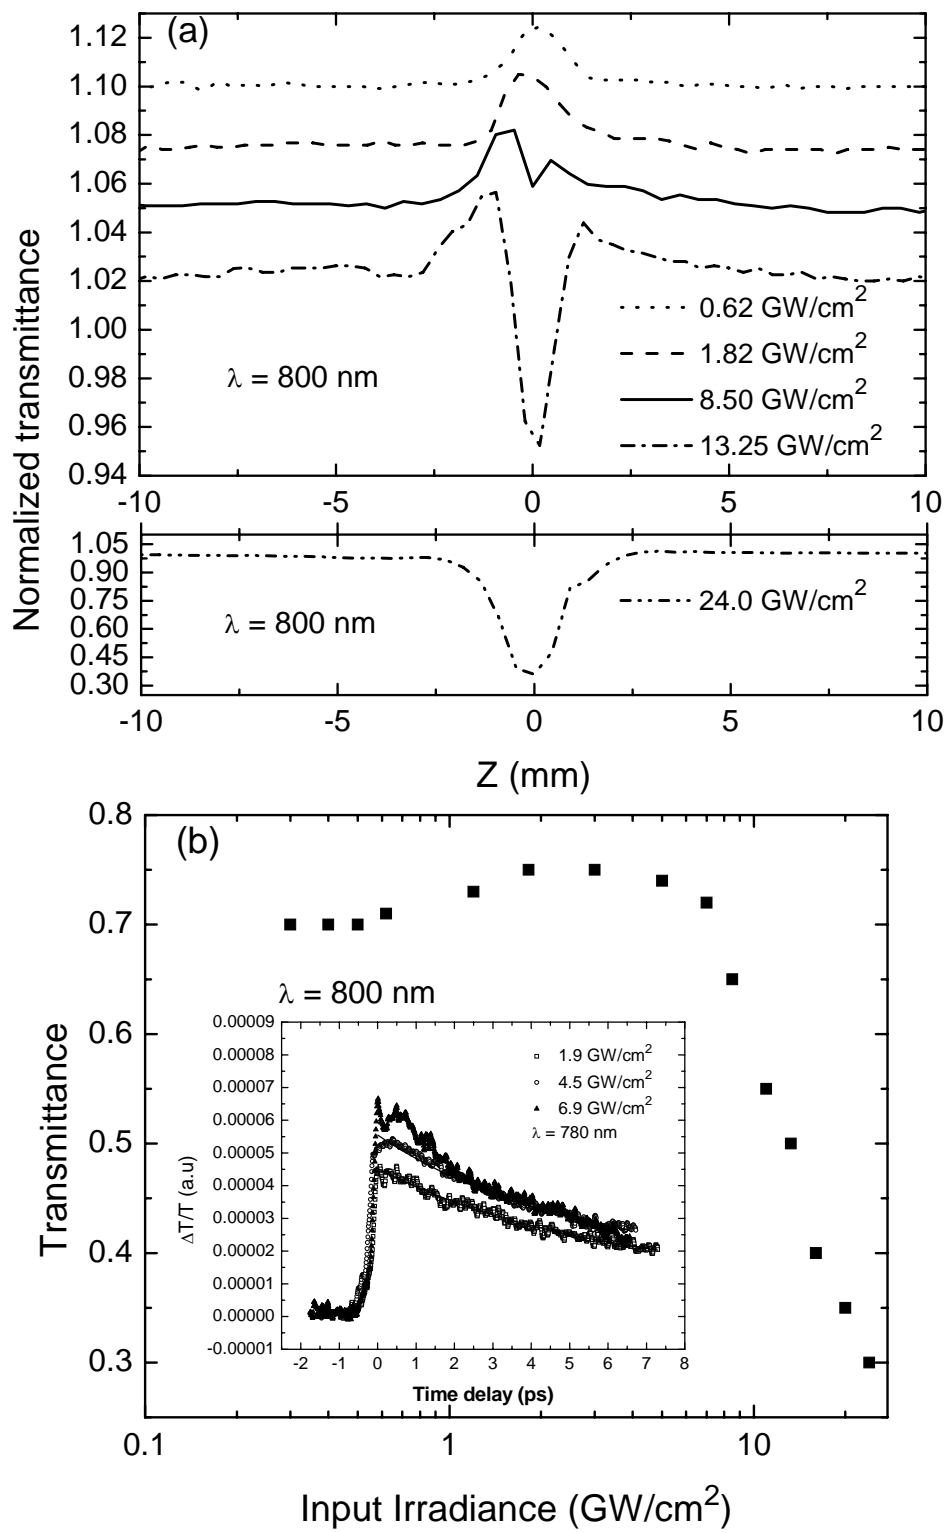 (a)
1.12
1.10
1.08
1.06
1.04
1.02
1.00
0.98
0.96
0.94
Normalized transmittance
0.62 GW/cm²
1.82 GW/cm²
8.50 GW/cm²
13.25 GW/cm²
λ = 800 nm
-10 -5 0 5 10
1.05
0.90
0.75
0.60
0.45
0.30
24.0 GW/cm²
λ = 800 nm
-10 -5 0 5 10
Z (mm)
(b)
0.8
0.7
0.6
0.5
0.4
0.3
Transmittance
λ = 800 nm
0.00009
0.00008
0.00007
0.00006
0.00005
0.00004
0.00003
0.00002
0.00001
0.00000
-0.00001
ΔT/T (a.u)
1.9 GW/cm²
4.5 GW/cm²
6.9 GW/cm²
λ = 780 nm
-2 -1 0 1 2 3 4 5 6 7 8
Time delay (ps)
0.1 1 10
Input Irradiance (GW/cm²)